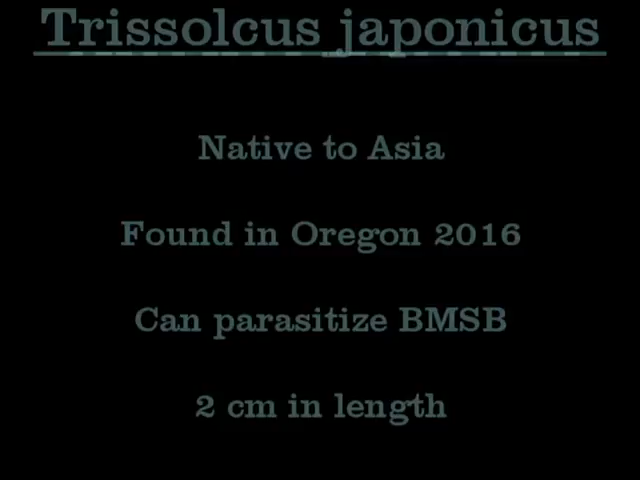 Trissolcus japonicus
Native to Asia
Found in Oregon 2016
Can parasitize BMSB
2 cm in length